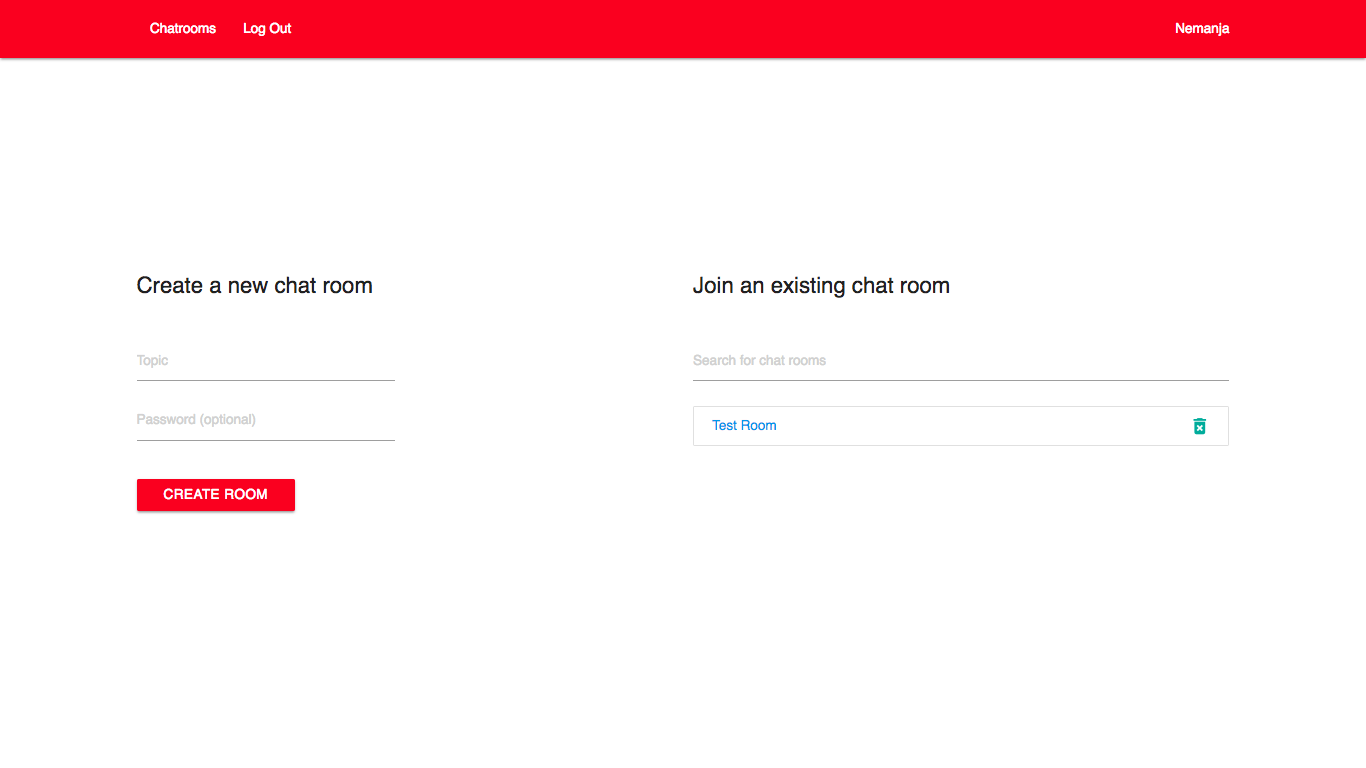 Chatrooms Log Out Nemanja
Create a new chat room
Topic
Password (optional)
CREATE ROOM
Join an existing chat room
Search for chat rooms
Test Room